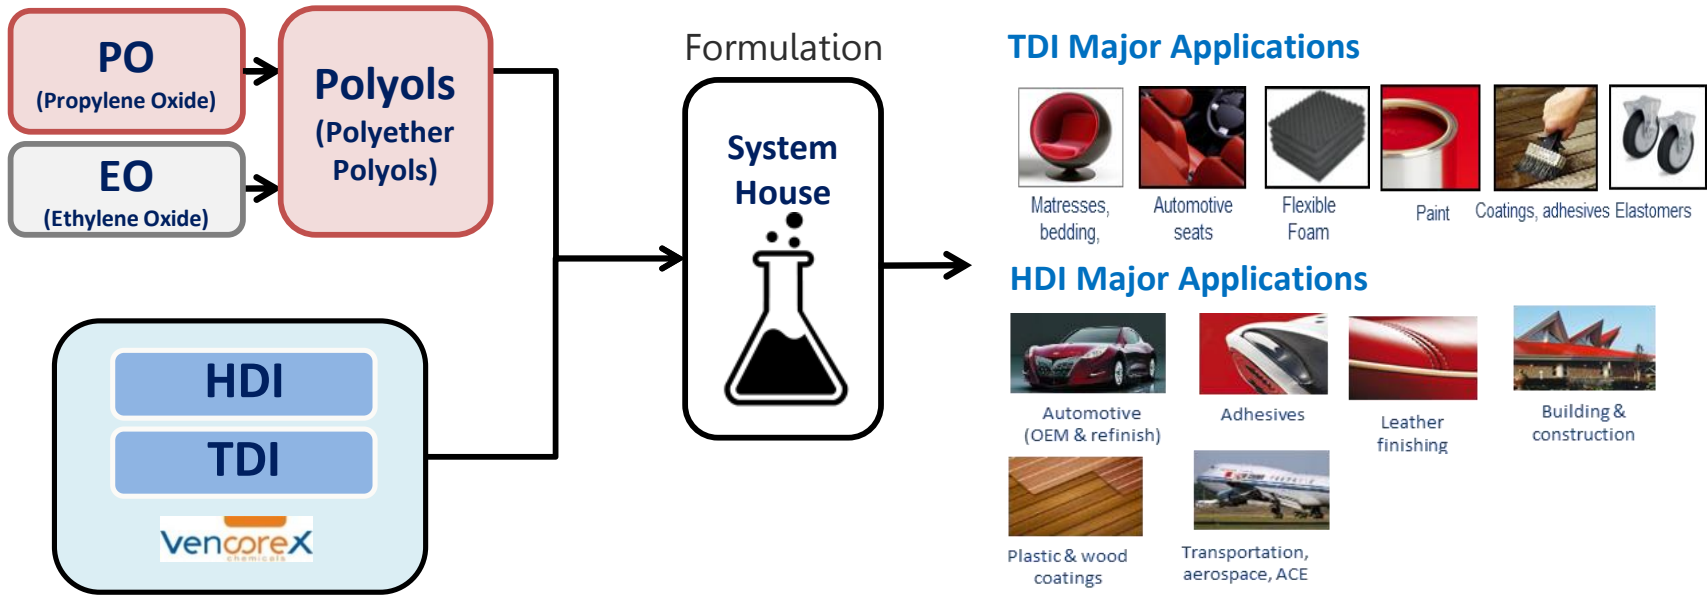 PO
(Propylene Oxide)
EO
(Ethylene Oxide)
Polyols
(Polyether
Polyols)
HDI
TDI
vencorex
chemicals
Formulation
System
House
TDI Major Applications
Matresses,
bedding,
Automotive
seats
Flexible
Foam
Paint
Coatings, adhesives
Elastomers
HDI Major Applications
Automotive
(OEM & refinish)
Adhesives
Leather
finishing
Building &
construction
Plastic & wood
coatings
Transportation,
aerospace, ACE